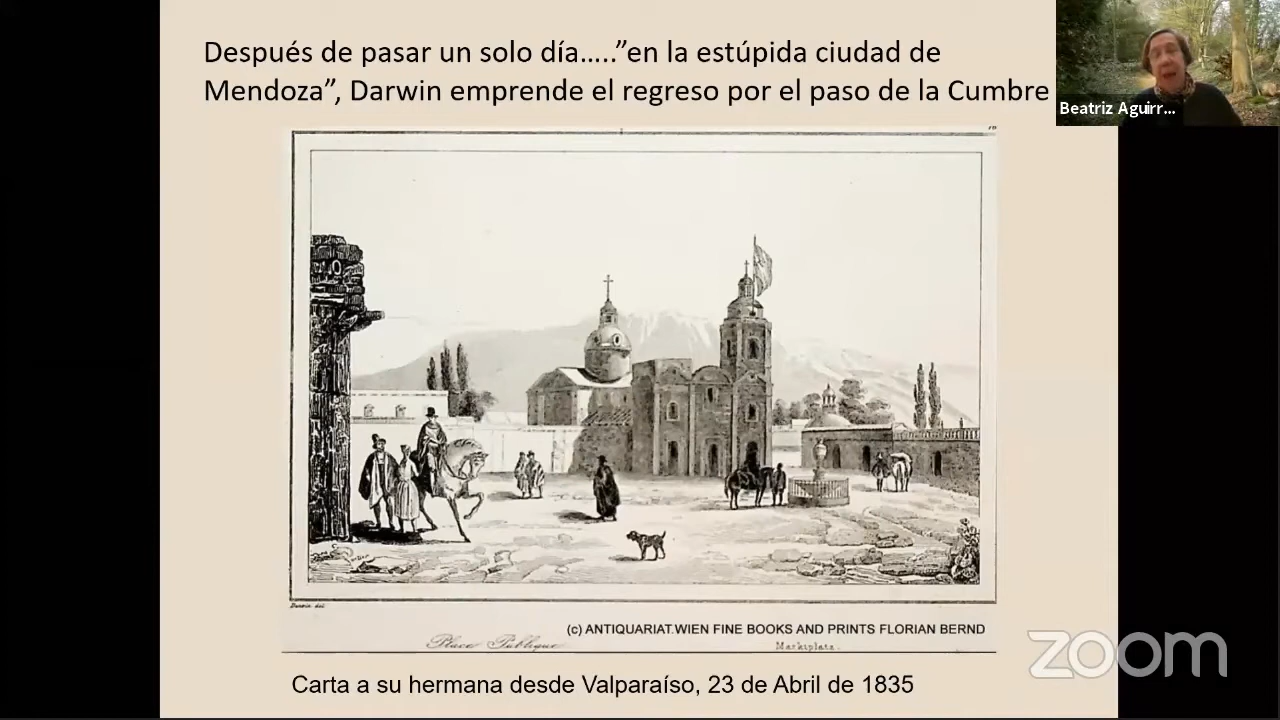 Después de pasar un solo día.....”en la estúpida ciudad de
Mendoza”, Darwin emprende el regreso por el paso de la Cumbre
Beatriz Aguirr...
(c) ANTIQUARIAT.WIEN FINE BOOKS AND PRINTS FLORIAN BERND
Place Publique
Marktplatz.
zoom
Carta a su hermana desde Valparaíso, 23 de Abril de 1835